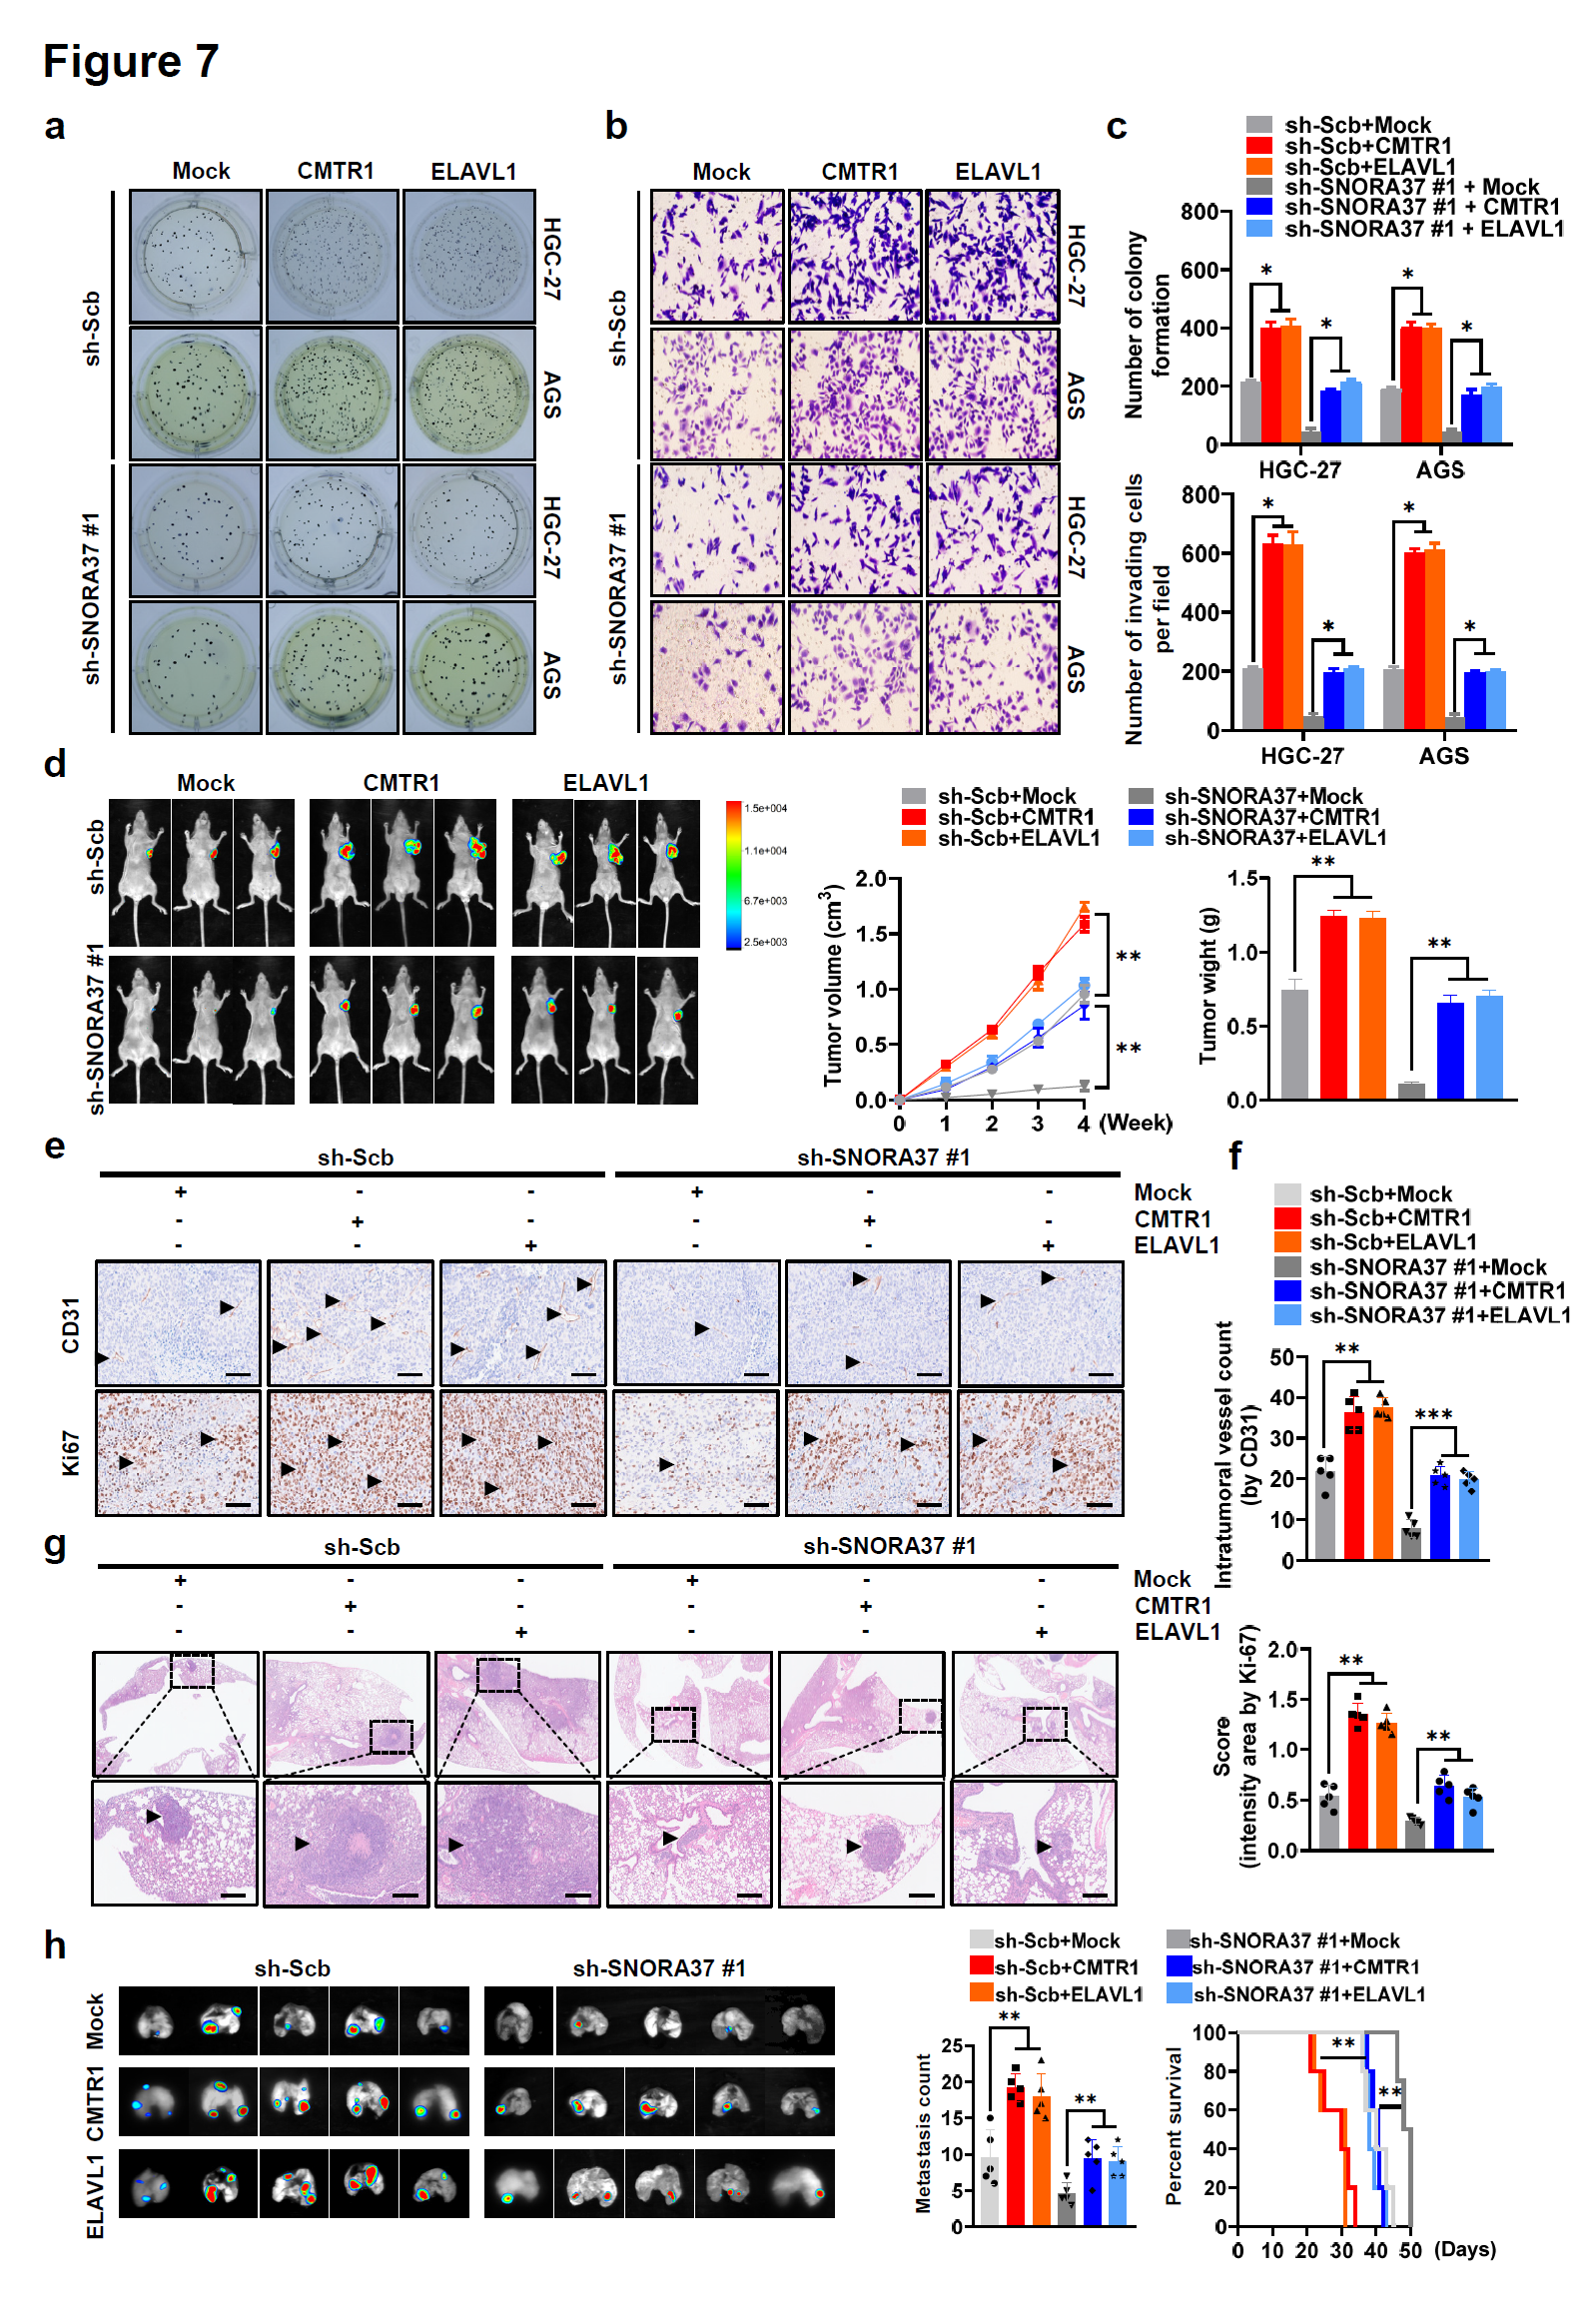 Figure 7
a
Mock CMTR1 ELAVL1
sh-Scb
HGC-27
AGS
sh-SNORA37 #1
HGC-27
AGS
b
Mock CMTR1 ELAVL1
sh-Scb
HGC-27
AGS
sh-SNORA37 #1
HGC-27
AGS
c
sh-Scb+Mock
sh-Scb+CMTR1
sh-Scb+ELAVL1
sh-SNORA37 #1 + Mock
sh-SNORA37 #1 + CMTR1
sh-SNORA37 #1 + ELAVL1
Number of colony
formation
800
600
400
200
0
* * * *
HGC-27 AGS
Number of invading cells
per field
800
600
400
200
0
* * * *
HGC-27 AGS
d
Mock CMTR1 ELAVL1
sh-Scb
sh-SNORA37 #1
1.5e+004
1.1e+004
6.7e+003
2.5e+003
sh-Scb+Mock
sh-Scb+CMTR1
sh-Scb+ELAVL1
sh-SNORA37+Mock
sh-SNORA37+CMTR1
sh-SNORA37+ELAVL1
Tumor volume (cm3)
2.0
1.5
1.0
0.5
0.0
**
**
0 1 2 3 4 (Week)
Tumor wight (g)
1.5
1.0
0.5
0.0
**
**
e
sh-Scb sh-SNORA37 #1
+ - - + - - Mock
- + - - + - CMTR1
- - + - - + ELAVL1
CD31
Ki67
f
sh-Scb+Mock
sh-Scb+CMTR1
sh-Scb+ELAVL1
sh-SNORA37 #1+Mock
sh-SNORA37 #1+CMTR1
sh-SNORA37 #1+ELAVL1
Intratumoral vessel count
(by CD31)
50
40
30
20
10
0
**
***
Score
(intensity area by Ki-67)
2.0
1.5
1.0
0.5
0.0
**
**
g
sh-Scb sh-SNORA37 #1
+ - - + - - Mock
- + - - + - CMTR1
- - + - - + ELAVL1
h
sh-Scb sh-SNORA37 #1
Mock
CMTR1
ELAVL1
sh-Scb+Mock
sh-Scb+CMTR1
sh-Scb+ELAVL1
sh-SNORA37 #1+Mock
sh-SNORA37 #1+CMTR1
sh-SNORA37 #1+ELAVL1
Metastasis count
25
20
15
10
5
0
**
**
Percent survival
100
80
60
40
20
0
**
**
0 10 20 30 40 50 (Days)